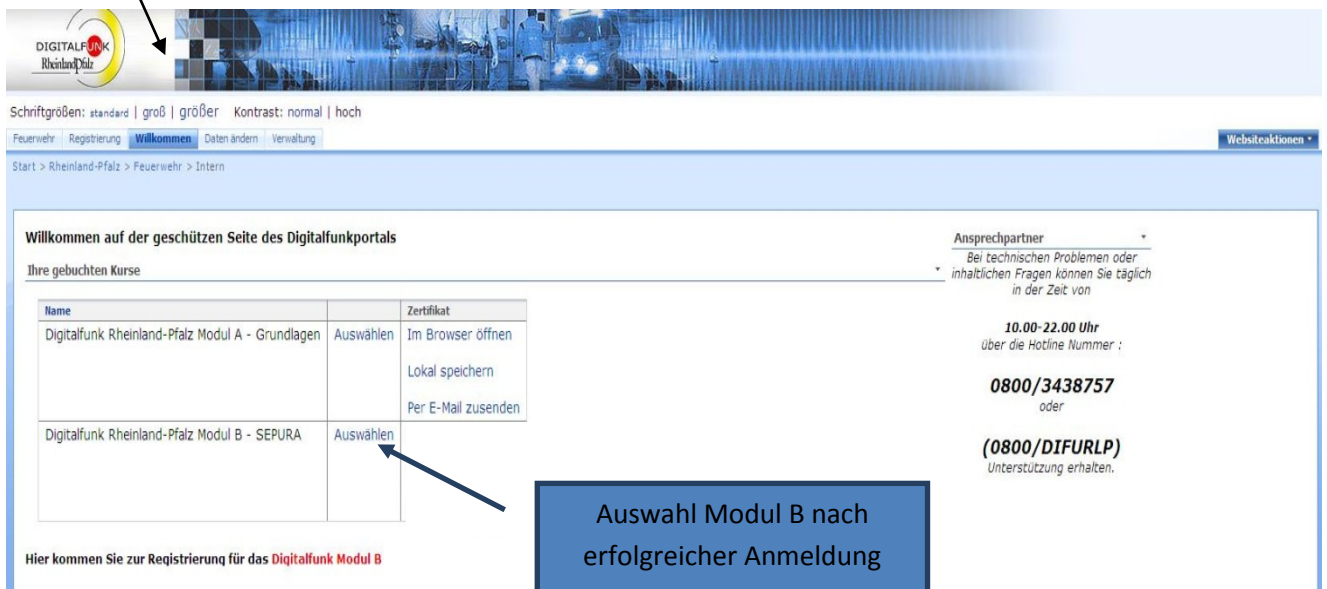 DIGITALFUNK
RheinlandPfalz
Schriftgrößen: standard | groß | größer Kontrast: normal | hoch
Feuerwehr Registrierung Willkommen Daten ändern Verwaltung
Websiteaktionen
Start > Rheinland-Pfalz > Feuerwehr > Intern
Willkommen auf der geschützen Seite des Digitalfunkportals
Ihre gebuchten Kurse
Name Zertifikat
Digitalfunk Rheinland-Pfalz Modul A - Grundlagen Auswählen Im Browser öffnen
Lokal speichern
Per E-Mail zusenden
Digitalfunk Rheinland-Pfalz Modul B - SEPURA Auswählen
Auswahl Modul B nach
erfolgreicher Anmeldung
Hier kommen Sie zur Registrierung für das Digitalfunk Modul B
Ansprechpartner
Bei technischen Problemen oder
inhaltlichen Fragen können Sie täglich
in der Zeit von
10.00-22.00 Uhr
über die Hotline Nummer :
0800/3438757
oder
(0800/DIFURLP)
Unterstützung erhalten.